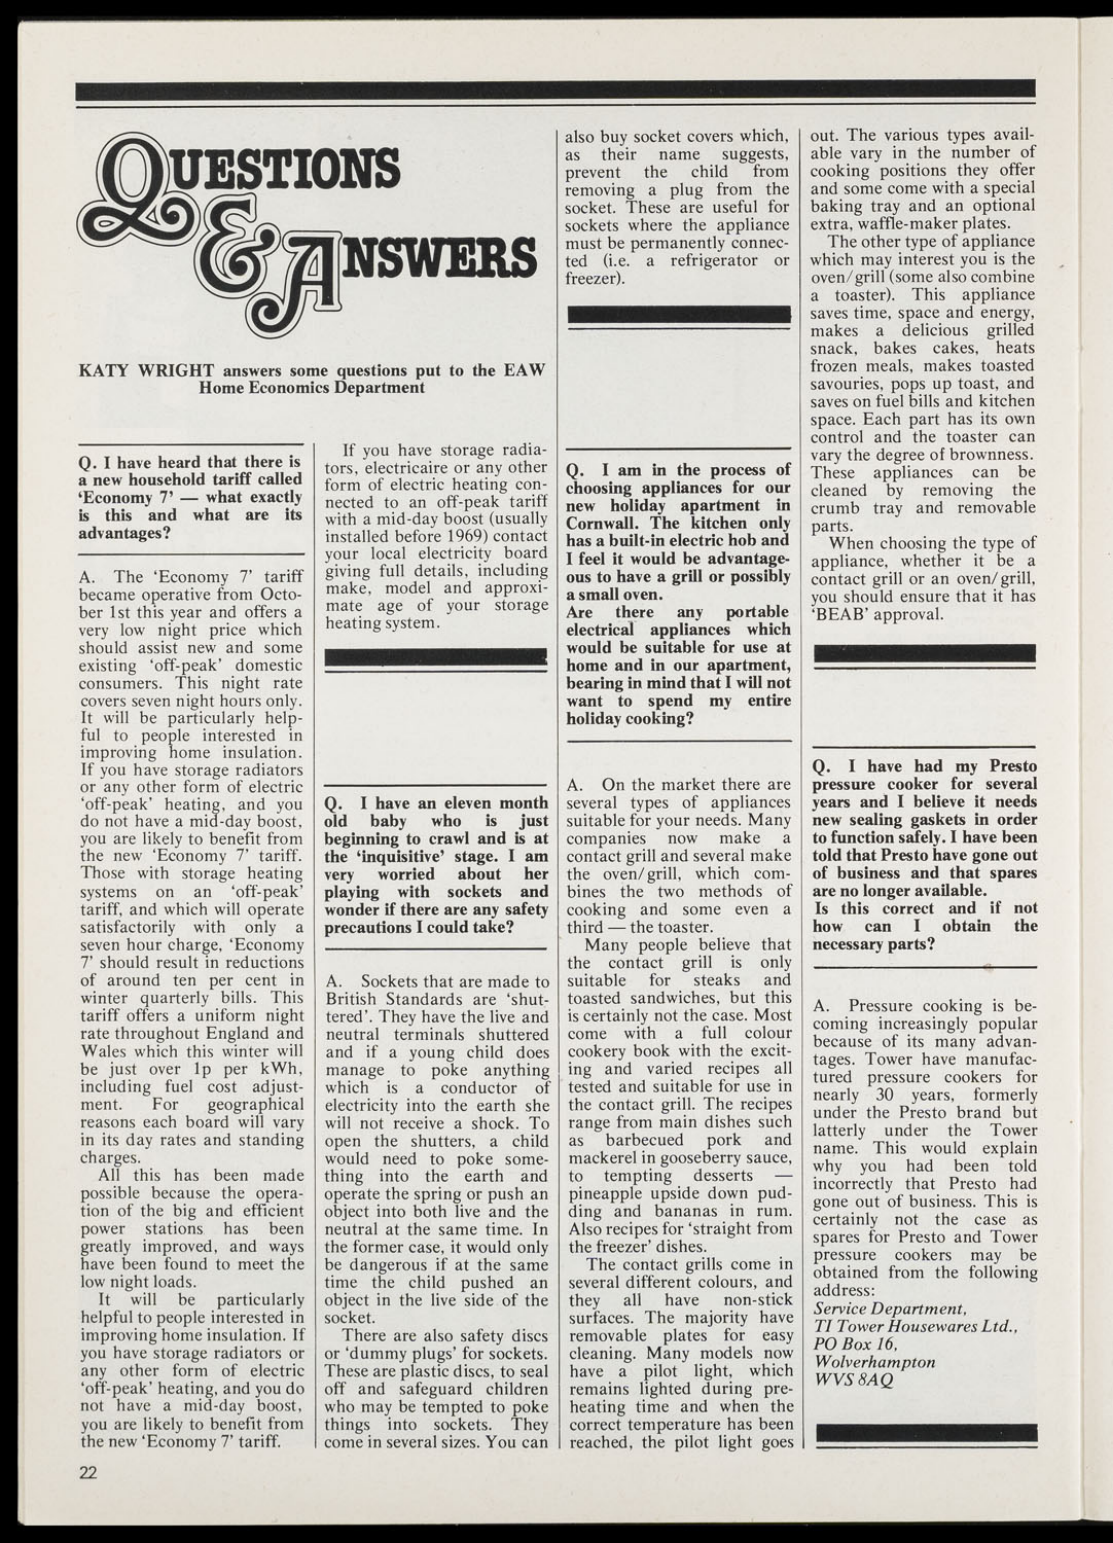 QUESTIONS
& ANSWERS
KATY WRIGHT answers some questions put to the EAW
Home Economics Department
Q. I have heard that there is
a new household tariff called
‘Economy 7’ — what exactly
is this and what are its
advantages?
A. The ‘Economy 7’ tariff
became operative from Octo-
ber 1st this year and offers a
very low night price which
should assist new and some
existing ‘off-peak’ domestic
consumers. This night rate
covers seven night hours only.
It will be particularly help-
ful to people interested in
improving home insulation.
If you have storage radiators
or any other form of electric
‘off-peak’ heating, and you
do not have a mid-day boost,
you are likely to benefit from
the new ‘Economy 7’ tariff.
Those with storage heating
systems on an ‘off-peak’
tariff, and which will operate
satisfactorily with only a
seven hour charge, ‘Economy
7’ should result in reductions
of around ten per cent in
winter quarterly bills. This
tariff offers a uniform night
rate throughout England and
Wales which this winter will
be just over 1p per kWh,
including fuel cost adjust-
ment. For geographical
reasons each board will vary
in its day rates and standing
charges.
All this has been made
possible because the opera-
tion of the big and efficient
power stations has been
greatly improved, and ways
have been found to meet the
low night loads.
It will be particularly
helpful to people interested in
improving home insulation. If
you have storage radiators or
any other form of electric
‘off-peak’ heating, and you do
not have a mid-day boost,
you are likely to benefit from
the new ‘Economy 7’ tariff.
If you have storage radia-
tors, electricaire or any other
form of electric heating con-
nected to an off-peak tariff
with a mid-day boost (usually
installed before 1969) contact
your local electricity board
giving full details, including
make, model and approxi-
mate age of your storage
heating system.
Q. I have an eleven month
old baby who is just
beginning to crawl and is at
the ‘inquisitive’ stage. I am
very worried about her
playing with sockets and
wonder if there are any safety
precautions I could take?
A. Sockets that are made to
British Standards are ‘shut-
tered’. They have the live and
neutral terminals shuttered
and if a young child does
manage to poke anything
which is a conductor of
electricity into the earth she
will not receive a shock. To
open the shutters, a child
would need to poke some-
thing into the earth and
operate the spring or push an
object into both live and the
neutral at the same time. In
the former case, it would only
be dangerous if at the same
time the child pushed an
object in the live side of the
socket.
There are also safety discs
or ‘dummy plugs’ for sockets.
These are plastic discs, to seal
off and safeguard children
who may be tempted to poke
things into sockets. They
come in several sizes. You can
also buy socket covers which,
as their name suggests,
prevent the child from
removing a plug from the
socket. These are useful for
sockets where the appliance
must be permanently connec-
ted (i.e. a refrigerator or
freezer).
Q. I am in the process of
choosing appliances for our
new holiday apartment in
Cornwall. The kitchen only
has a built-in electric hob and
I feel it would be advantage-
ous to have a grill or possibly
a small oven.
Are there any portable
electrical appliances which
would be suitable for use at
home and in our apartment,
bearing in mind that I will not
want to spend my entire
holiday cooking?
A. On the market there are
several types of appliances
suitable for your needs. Many
companies now make a
contact grill and several make
the oven/grill, which com-
bines the two methods of
cooking and some even a
third — the toaster.
Many people believe that
the contact grill is only
suitable for steaks and
toasted sandwiches, but this
is certainly not the case. Most
come with a full colour
cookery book with the excit-
ing and varied recipes all
tested and suitable for use in
the contact grill. The recipes
range from main dishes such
as barbecued pork and
mackerel in gooseberry sauce,
to tempting desserts —
pineapple upside down pud-
ding and bananas in rum.
Also recipes for ‘straight from
the freezer’ dishes.
The contact grills come in
several different colours, and
they all have non-stick
surfaces. The majority have
removable plates for easy
cleaning. Many models now
have a pilot light, which
remains lighted during pre-
heating time and when the
correct temperature has been
reached, the pilot light goes
out. The various types avail-
able vary in the number of
cooking positions they offer
and some come with a special
baking tray and an optional
extra, waffle-maker plates.
The other type of appliance
which may interest you is the
oven/grill (some also combine
a toaster). This appliance
saves time, space and energy,
makes a delicious grilled
snack, bakes cakes, heats
frozen meals, makes toasted
savouries, pops up toast, and
saves on fuel bills and kitchen
space. Each part has its own
control and the toaster can
vary the degree of brownness.
These appliances can be
cleaned by removing the
crumb tray and removable
parts.
When choosing the type of
appliance, whether it be a
contact grill or an oven/grill,
you should ensure that it has
‘BEAB’ approval.
Q. I have had my Presto
pressure cooker for several
years and I believe it needs
new sealing gaskets in order
to function safely. I have been
told that Presto have gone out
of business and that spares
are no longer available.
Is this correct and if not
how can I obtain the
necessary parts?
A. Pressure cooking is be-
coming increasingly popular
because of its many advan-
tages. Tower have manufac-
tured pressure cookers for
nearly 30 years, formerly
under the Presto brand but
latterly under the Tower
name. This would explain
why you had been told
incorrectly that Presto had
gone out of business. This is
certainly not the case as
spares for Presto and Tower
pressure cookers may be
obtained from the following
address:
Service Department,
TI Tower Housewares Ltd.,
PO Box 16,
Wolverhampton
WVS 8AQ
22